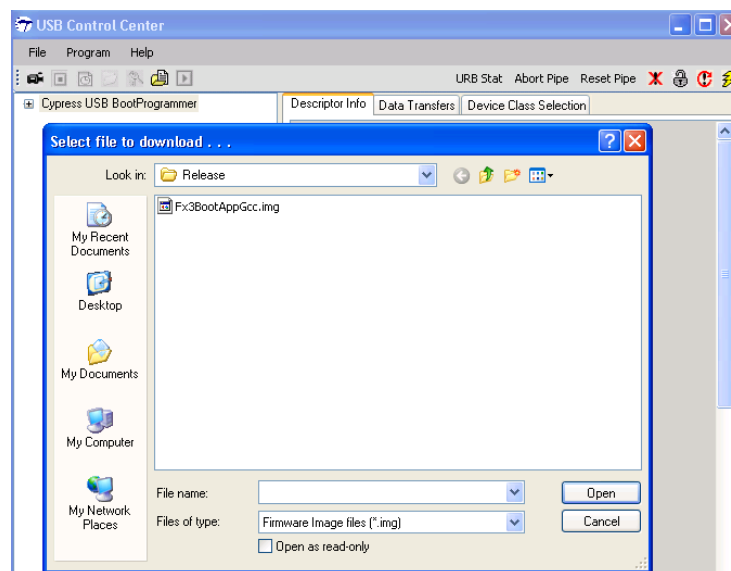 USB Control Center
File Program Help
URB Stat Abort Pipe Reset Pipe
Cypress USB BootProgrammer
Descriptor Info Data Transfers Device Class Selection
Select file to download . . .
Look in: Release
Fx3BootAppGcc.img
My Recent
Documents
Desktop
My Documents
My Computer
My Network
Places
File name:
Open
Files of type: Firmware Image files (*.img)
Cancel
Open as read-only